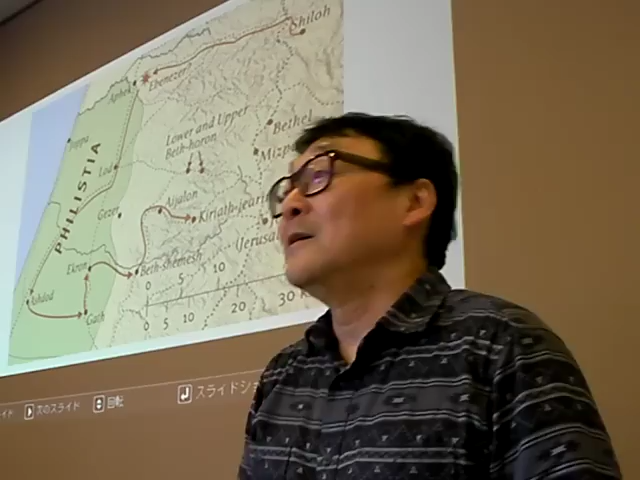 Shiloh
Ebenezer
Aphek
Joppa
Lower and Upper
Beth-horon
Bethel
Lod
PHILISTIA
Gezer
Aijalon
Kiriath-jearim
Ekron
Beth-shemesh
Ashdod
Gath
0 5 10
0 5 10 20 30
次のスライド
回転
スライドショ